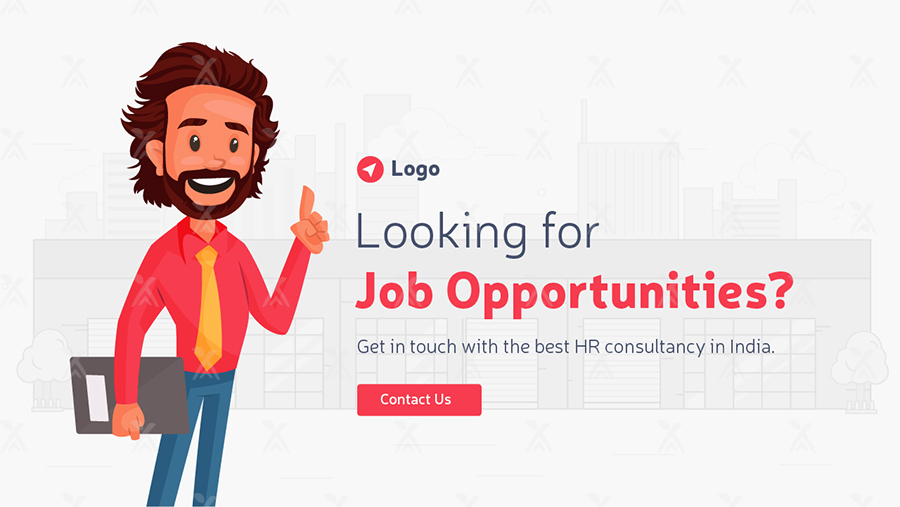 Logo
Looking for
Job Opportunities?
Get in touch with the best HR consultancy in India.
Contact Us